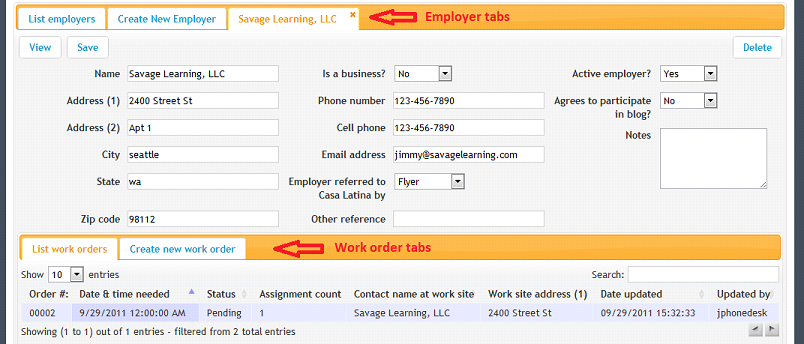 List employers Create New Employer Savage Learning, LLC × Employer tabs
View Save Delete
Name Savage Learning, LLC Is a business? No Active employer? Yes
Address (1) 2400 Street St Phone number 123-456-7890 Agrees to participate in blog? No
Address (2) Apt 1 Cell phone 123-456-7890 Notes
City seattle Email address jimmy@savagelearning.com
State wa Employer referred to Casa Latina by Flyer
Zip code 98112 Other reference
List work orders Create new work order Work order tabs
Show 10 entries Search:
Order #: Date & time needed Status Assignment count Contact name at work site Work site address (1) Date updated Updated by
00002 9/29/2011 12:00:00 AM Pending 1 Savage Learning, LLC 2400 Street St 09/29/2011 15:32:33 jphonedesk
Showing (1 to 1) out of 1 entries - filtered from 2 total entries